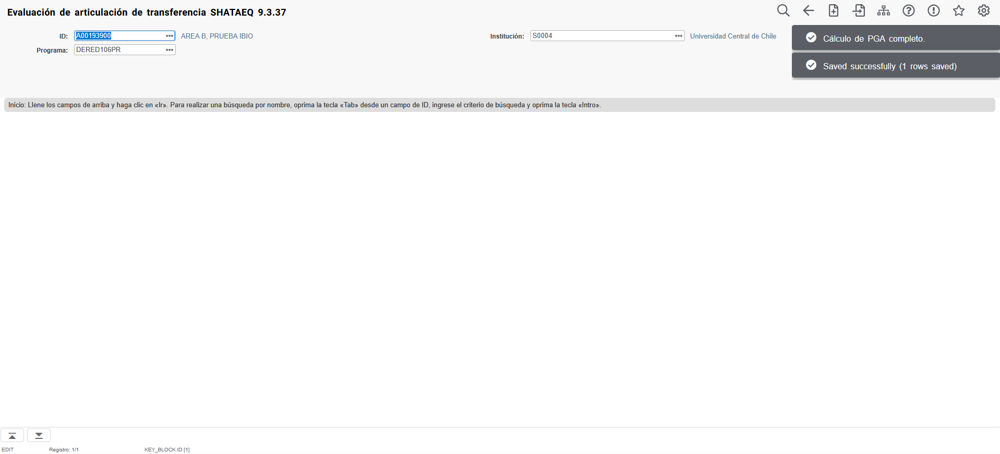 Evaluación de articulación de transferencia SHATAEQ 9.3.37
ID: A00193900 ••• AREA B, PRUEBA IBIO
Institución: S0004 ••• Universidad Central de Chile
Programa: DERED106PR •••
Cálculo de PGA completo.
Saved successfully (1 rows saved)
Inicio: Llene los campos de arriba y haga clic en «Ir». Para realizar una búsqueda por nombre, oprima la tecla «Tab» desde un campo de ID, ingrese el criterio de búsqueda y oprima la tecla «Intro».
EDIT Registro: 1/1 KEY_BLOCK.ID [1]